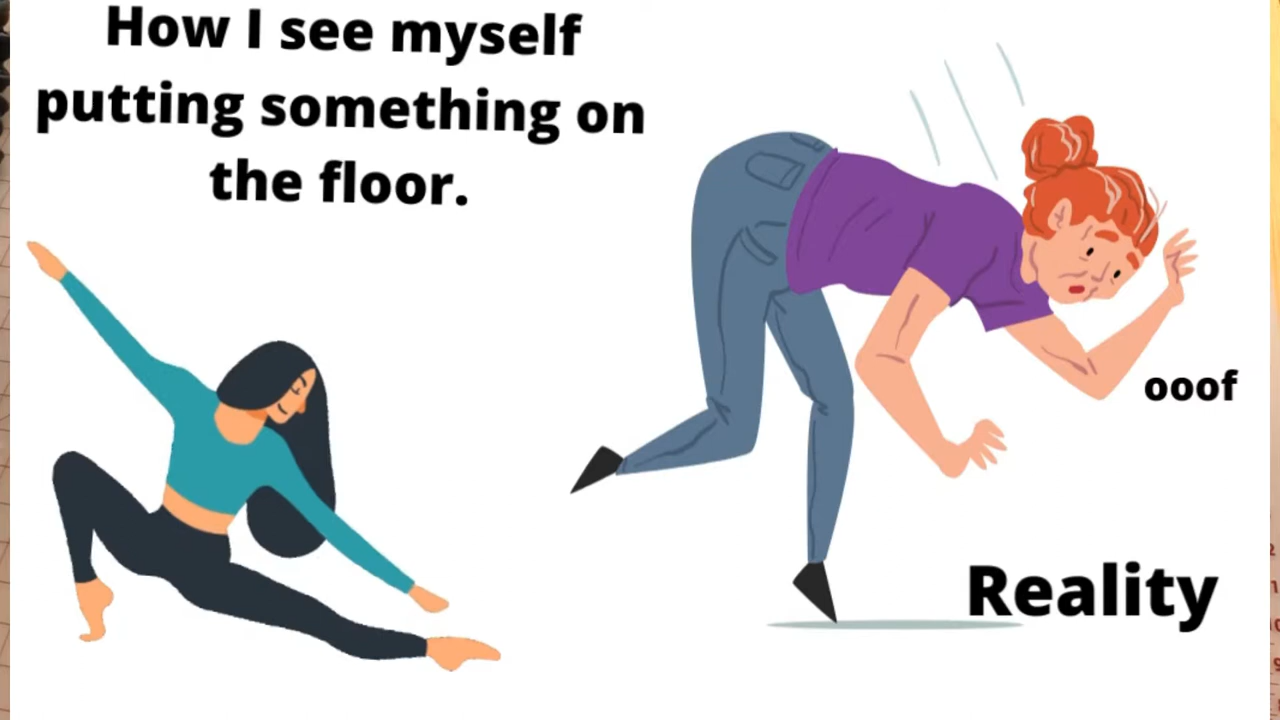 How I see myself
putting something on
the floor.
ooof
Reality